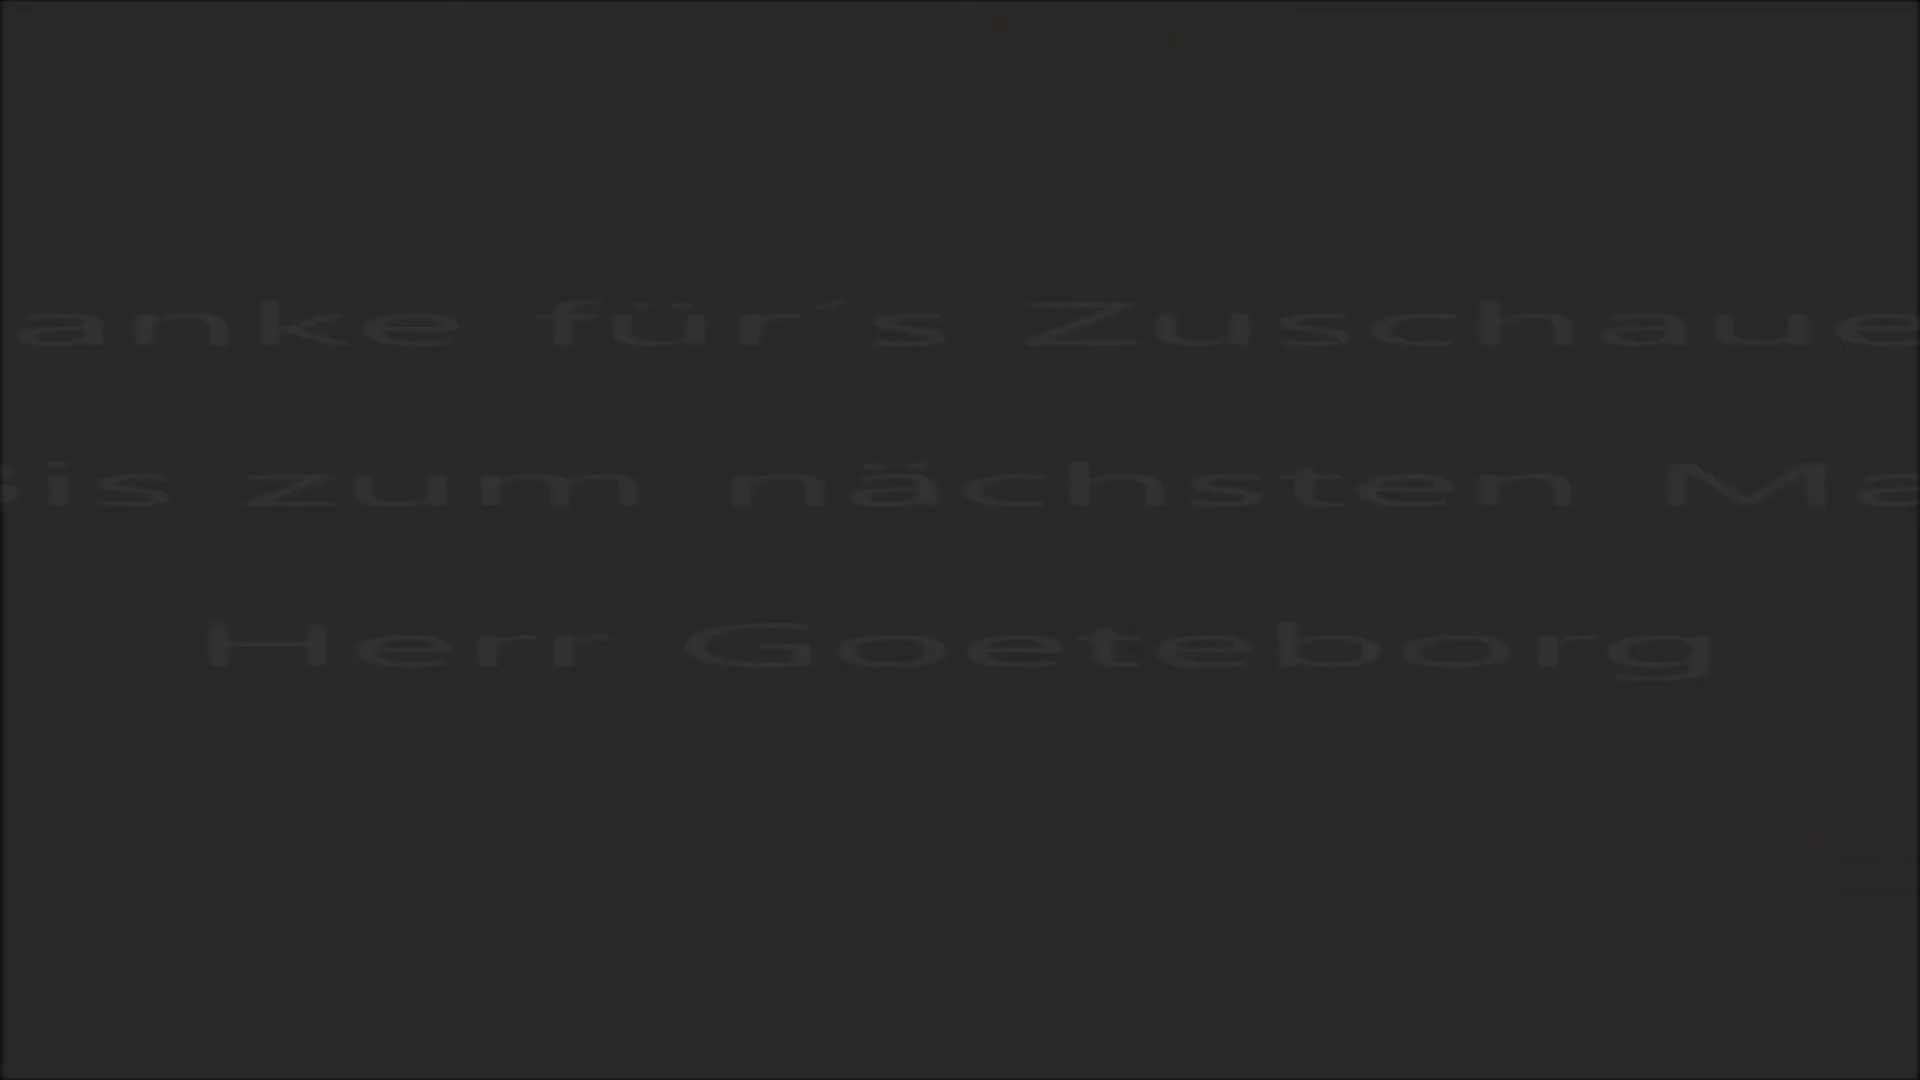 anke für´s Zuschaue
is zum nächsten Ma
Herr Goeteborg